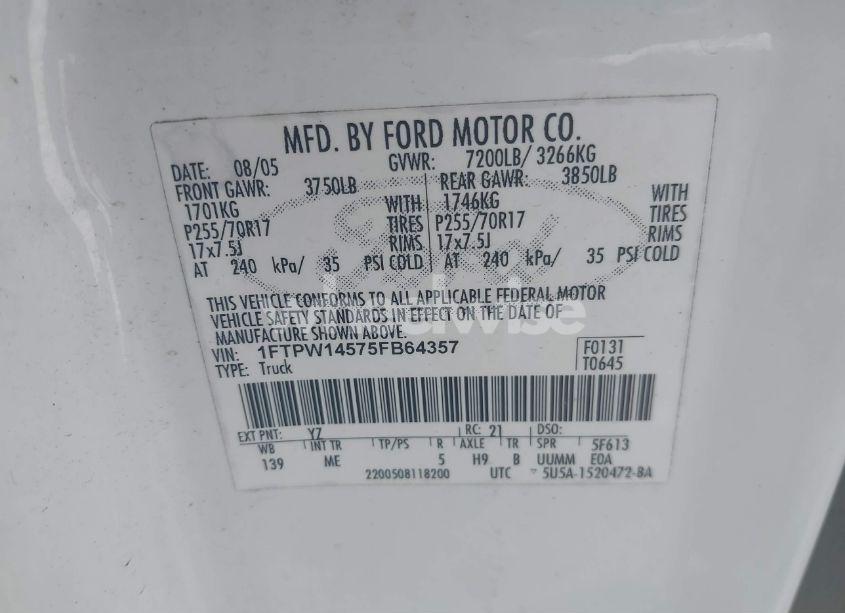 MFD. BY FORD MOTOR CO.
DATE: 08/05 GVWR: 7200LB/ 3266KG
FRONT GAWR: 3750LB REAR GAWR: 3850LB
1701KG WITH 1746KG WITH
P255/70R17 TIRES P255/70R17 TIRES
17x7.5J RIMS 17x7.5J RIMS
AT 240 kPa/ 35 PSI COLD AT 240 kPa/ 35 PSI COLD
THIS VEHICLE CONFORMS TO ALL APPLICABLE FEDERAL MOTOR
VEHICLE SAFETY STANDARDS IN EFFECT ON THE DATE OF
MANUFACTURE SHOWN ABOVE.
VIN: 1FTPW14575FB64357 F0131
TYPE: Truck T0645
EXT PNT: YZ RC: 21 DSO:
WB INT TR TP/PS R AXLE TR SPR 5F613
139 ME 5 H9 B UUMM EOA
2200508118200 UTC 5U5A-1520472-BA